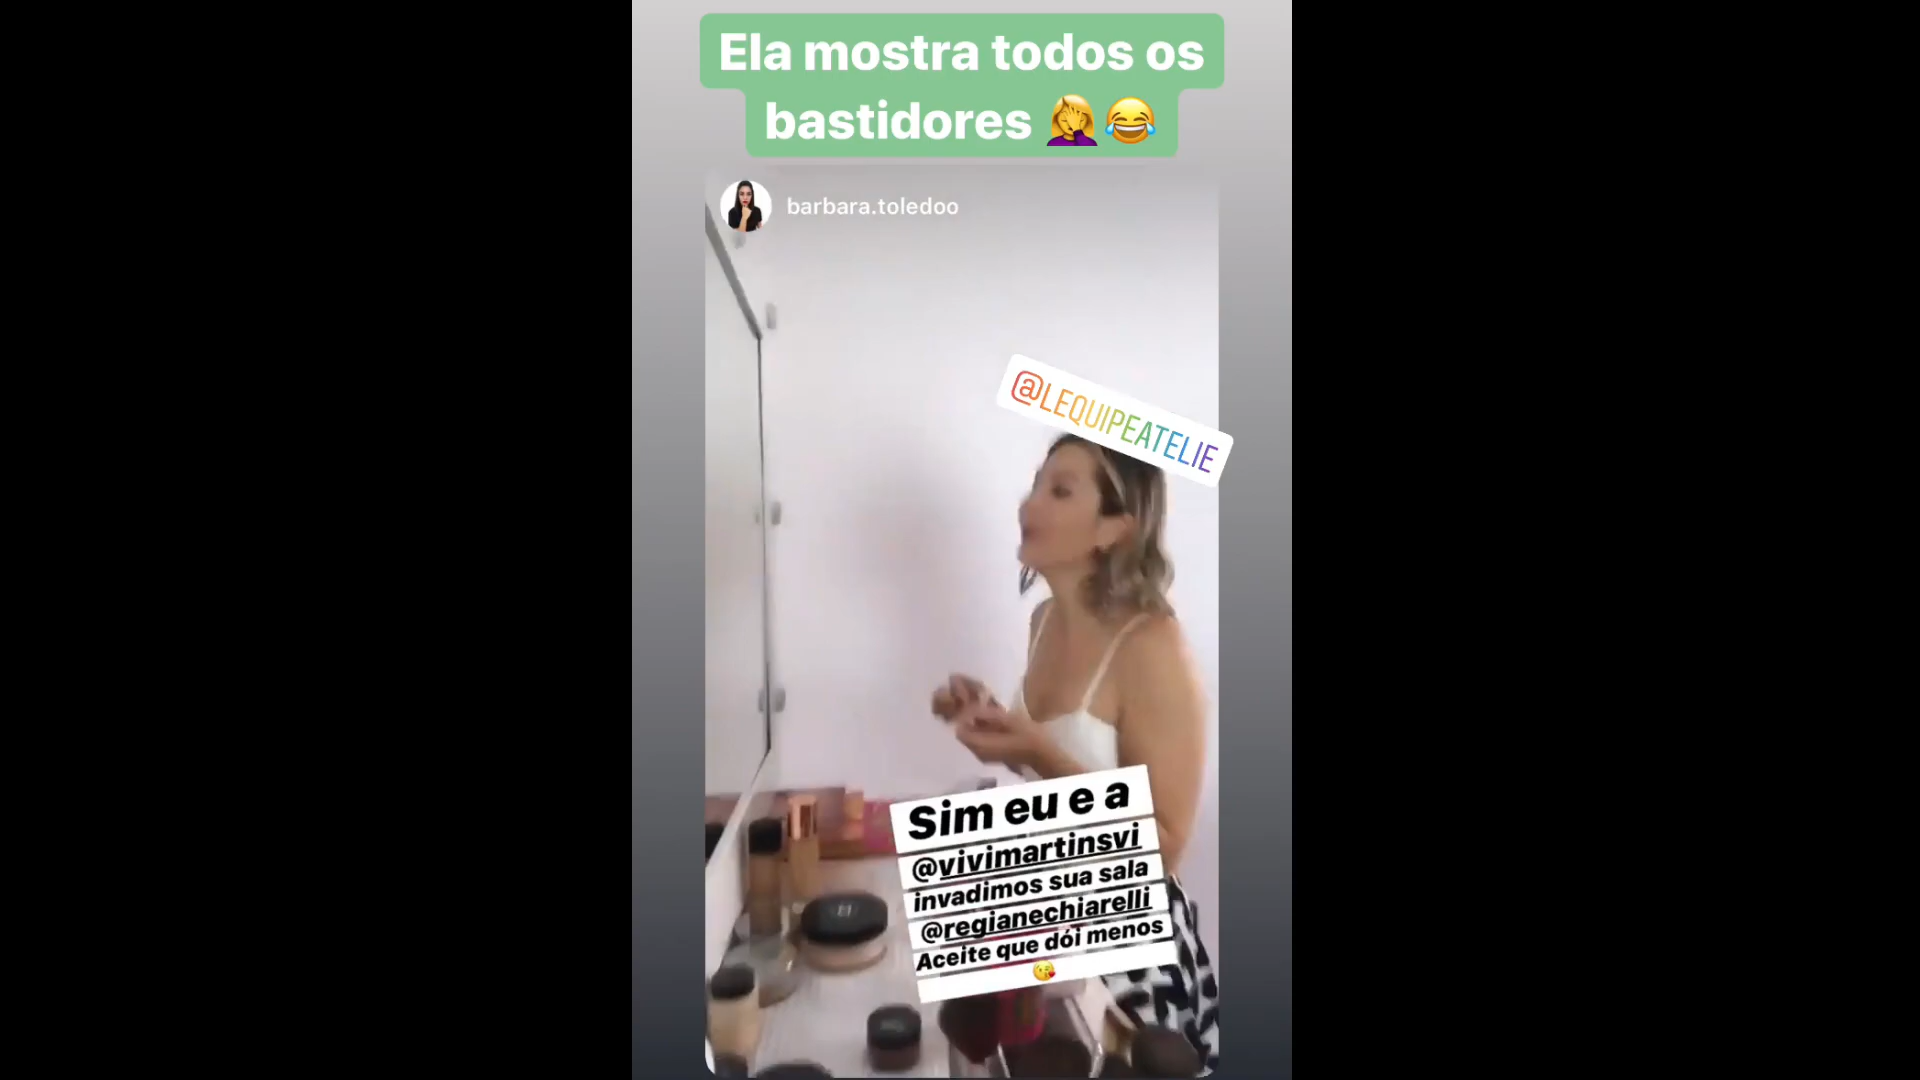 Ela mostra todos os
bastidores 🤦‍♀️😂
barbara.toledoo
@LEQUIPEATELIE
Sim eu e a
@vivimartinsvi
invadimos sua sala
@regianechiarelli
Aceite que dói menos
😘